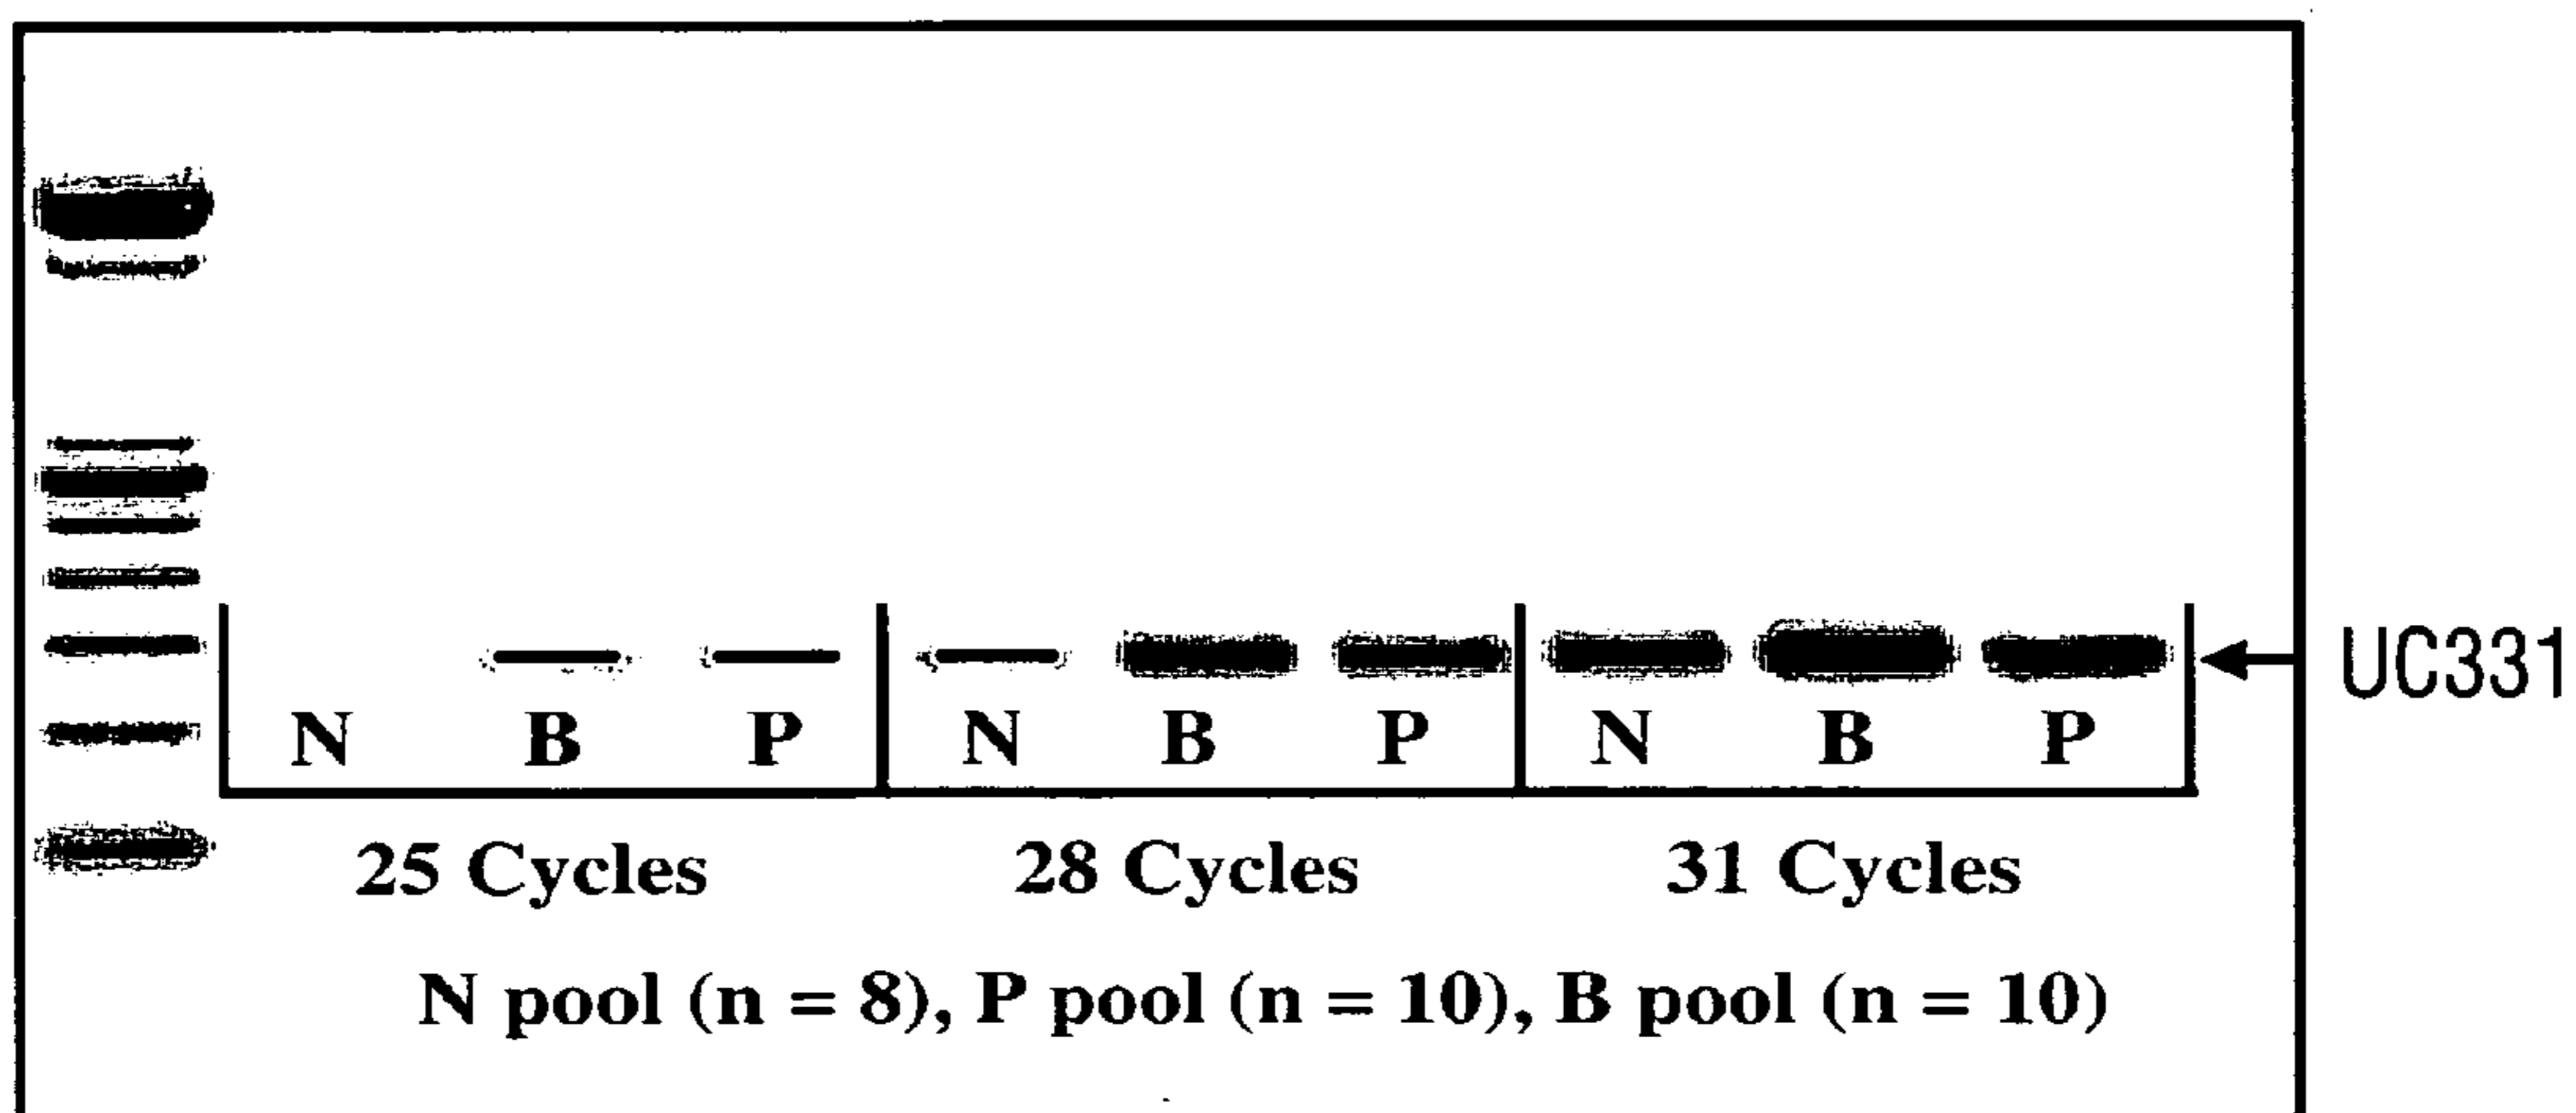 UC331
N B P N B P N B P
25 Cycles 28 Cycles 31 Cycles
N pool (n = 8), P pool (n = 10), B pool (n = 10)